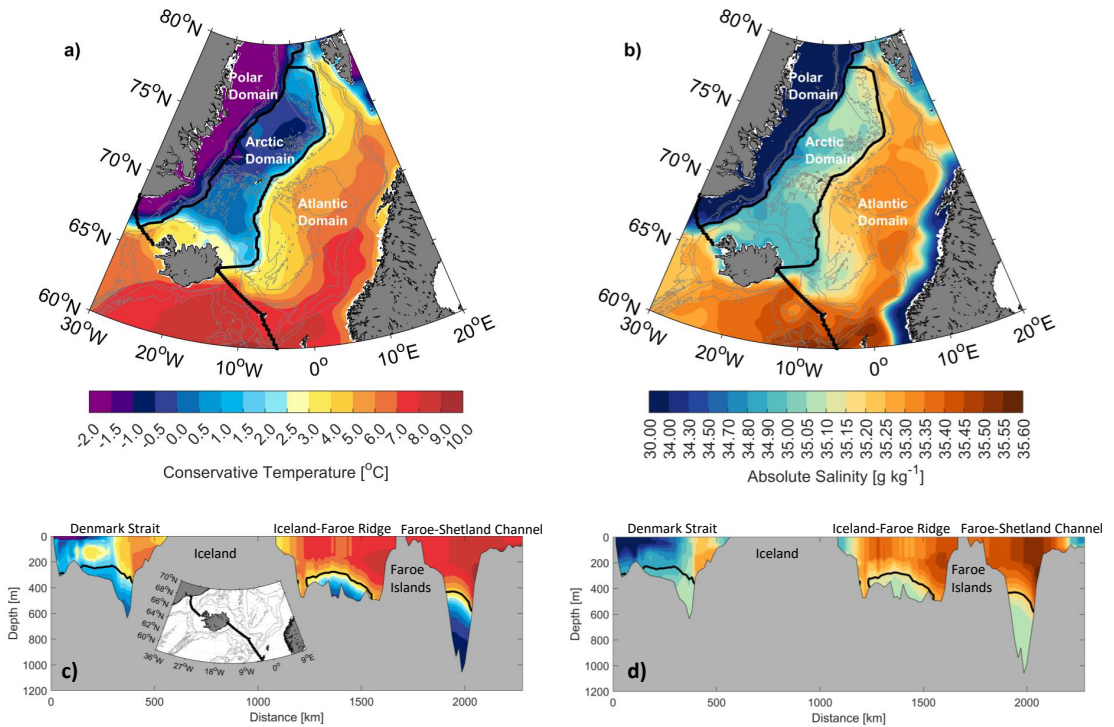 a)
80°N
75°N
70°N
65°N
60°N
30°W
20°W
10°W
0°
10°E
20°E
Polar
Domain
Arctic
Domain
Atlantic
Domain
-2.0
-1.5
-1.0
-0.5
0.0
0.5
1.0
1.5
2.0
2.5
3.0
4.0
5.0
6.0
7.0
8.0
9.0
10.0
Conservative Temperature [°C]
b)
80°N
75°N
70°N
65°N
60°N
30°W
20°W
10°W
0°
10°E
20°E
Polar
Domain
Arctic
Domain
Atlantic
Domain
30.00
34.00
34.30
34.50
34.70
34.80
34.90
34.95
35.00
35.05
35.10
35.15
35.20
35.25
35.30
35.35
35.40
35.45
35.50
35.55
35.60
Absolute Salinity [g kg⁻¹]
Denmark Strait
Iceland-Faroe Ridge
Faroe-Shetland Channel
Iceland
Faroe
Islands
0
200
400
600
800
1000
1200
Depth [m]
70°N
68°N
66°N
64°N
62°N
60°N
36°W
27°W
18°W
9°W
0°
9°E
c)
0
500
1000
1500
2000
Distance [km]
Denmark Strait
Iceland-Faroe Ridge
Faroe-Shetland Channel
Iceland
Faroe
Islands
0
200
400
600
800
1000
1200
Depth [m]
d)
0
500
1000
1500
2000
Distance [km]